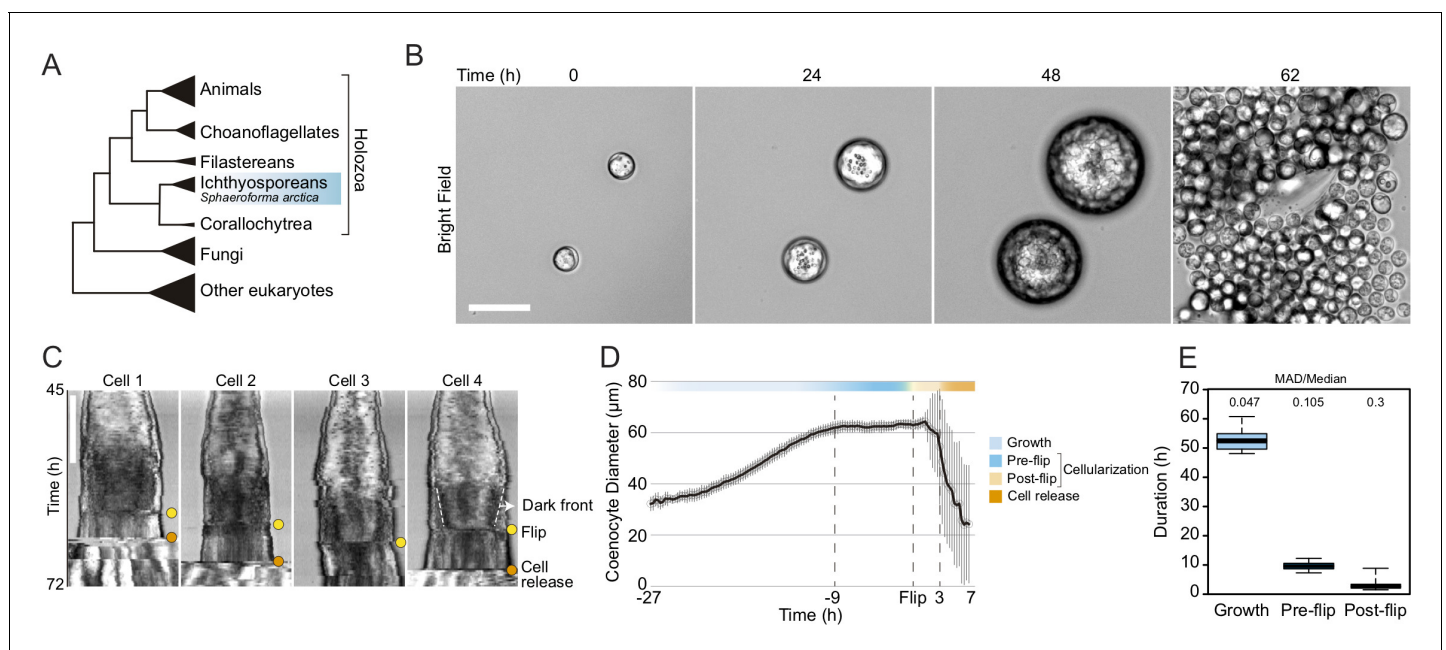 A
Animals
Choanoflagellates
Filastereans
Ichthyosporeans
Sphaeroforma arctica
Corallochytrea
Fungi
Other eukaryotes
Holozoa
B
Time (h) 0 24 48 62
Bright Field
C
Cell 1 Cell 2 Cell 3 Cell 4
45
Time (h)
72
Dark front
Flip
Cell
release
D
Coenocyte Diameter (µm)
80
60
40
20
0
-27 -9 Flip 3 7
Time (h)
Growth
Pre-flip
Post-flip
Cellularization
Cell release
E
MAD/Median
0.047 0.105 0.3
Duration (h)
70
60
50
40
30
20
10
0
Growth Pre-flip Post-flip